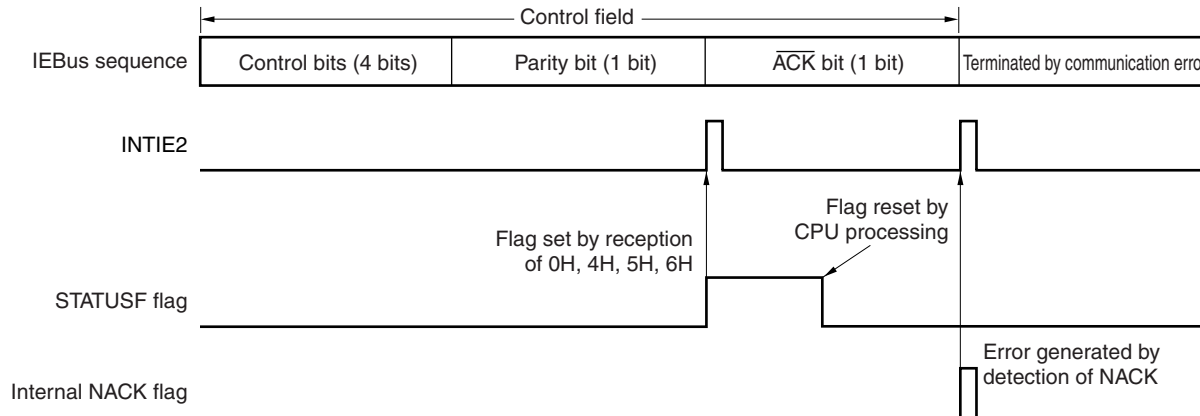 Control field
IEBus sequence
Control bits (4 bits)
Parity bit (1 bit)
ACK bit (1 bit)
Terminated by communication erro
INTIE2
Flag set by reception
of 0H, 4H, 5H, 6H
Flag reset by
CPU processing
STATUSF flag
Error generated by
detection of NACK
Internal NACK flag